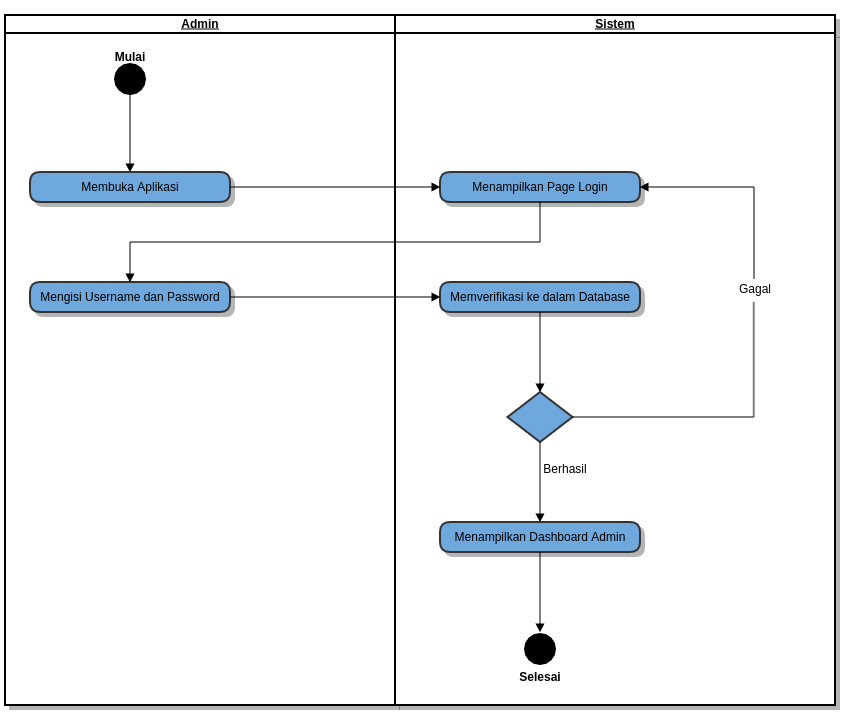 Admin
Sistem
Mulai
Membuka Aplikasi
Menampilkan Page Login
Mengisi Username dan Password
Memverifikasi ke dalam Database
Gagal
Berhasil
Menampilkan Dashboard Admin
Selesai